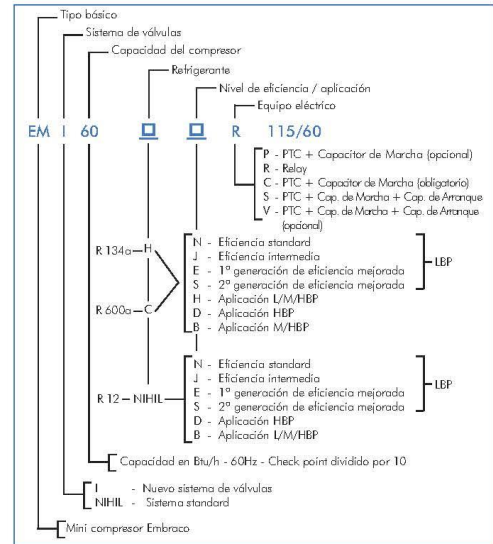 Tipo básico
Sistema de válvulas
Capacidad del compresor
Refrigerante
Nivel de eficiencia / aplicación
Equipo eléctrico
EM I 60 R 115/60
P - PTC + Capacitor de Marcha (opcional)
R - Relay
C - PTC + Capacitor de Marcha (obligatorio)
S - PTC + Cap. de Marcha + Cap. de Arranque
V - PTC + Cap. de Marcha + Cap. de Arranque
(opcional)
R 134a H
R 600a C
N - Eficiencia standard
J - Eficiencia intermedia
E - 1ª generación de eficiencia mejorada
S - 2ª generación de eficiencia mejorada
LBP
H - Aplicación L/M/HBP
D - Aplicación HBP
B - Aplicación M/HBP
R 12 NIHIL
N - Eficiencia standard
J - Eficiencia intermedia
E - 1ª generación de eficiencia mejorada
S - 2ª generación de eficiencia mejorada
LBP
D - Aplicación HBP
B - Aplicación L/M/HBP
Capacidad en Btu/h - 60Hz - Check point dividido por 10
I - Nuevo sistema de válvulas
NIHIL - Sistema standard
Mini compresor Embraco